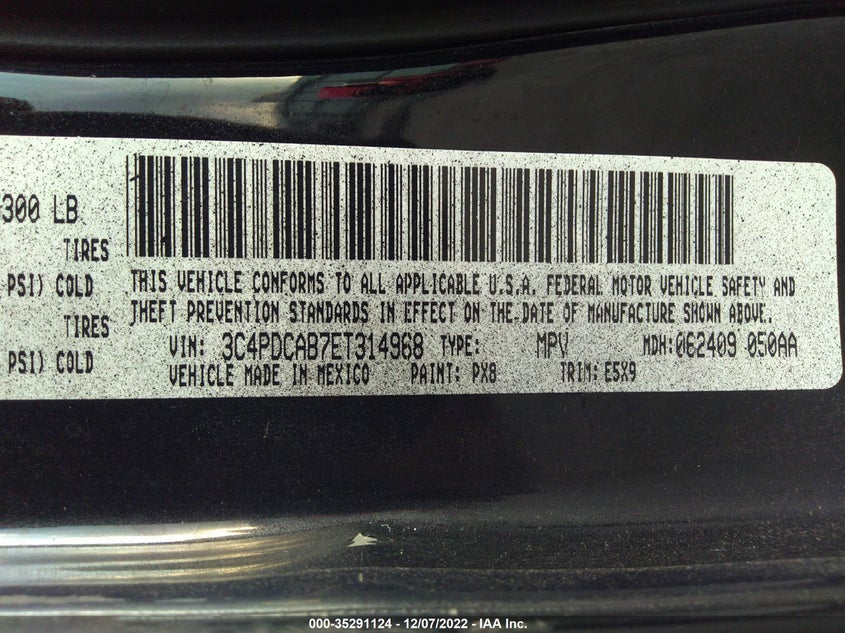 300 LB
TIRES
PSI) COLD
TIRES
PSI) COLD
THIS VEHICLE CONFORMS TO ALL APPLICABLE U.S.A. FEDERAL MOTOR VEHICLE SAFETY AND
THEFT PREVENTION STANDARDS IN EFFECT ON THE DATE OF MANUFACTURE SHOWN ABOVE.
VIN: 3C4PDCAB7ET314968 TYPE: MPV MDH: 062409 050AA
VEHICLE MADE IN MEXICO PAINT: PX8 TRIM: E5X9
000-35291124 - 12/07/2022 - IAA Inc.